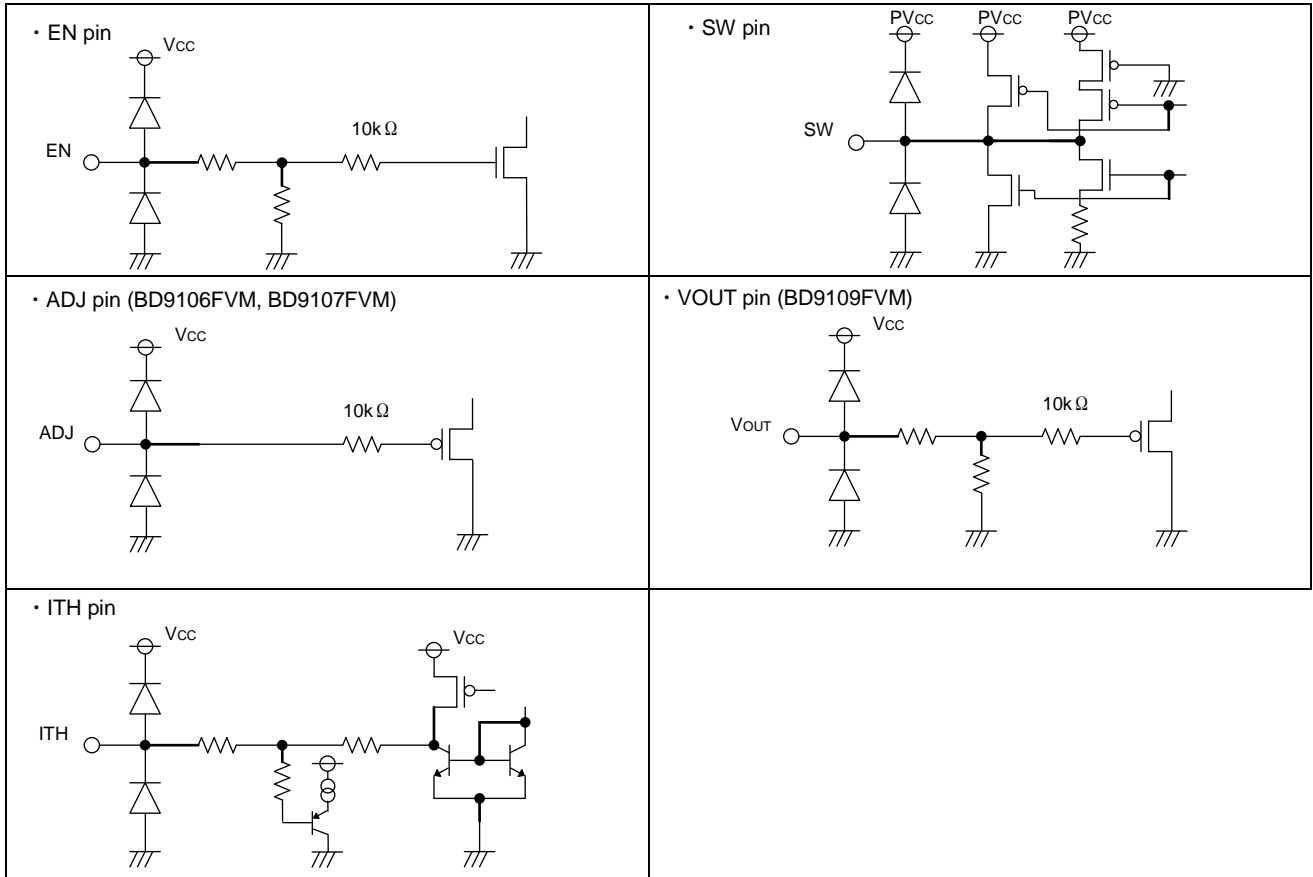 ・EN pin
Vcc
10kΩ
EN
・SW pin
PVcc PVcc PVcc
SW
・ADJ pin (BD9106FVM, BD9107FVM)
Vcc
10kΩ
ADJ
・VOUT pin (BD9109FVM)
Vcc
10kΩ
VOUT
・ITH pin
Vcc Vcc
ITH